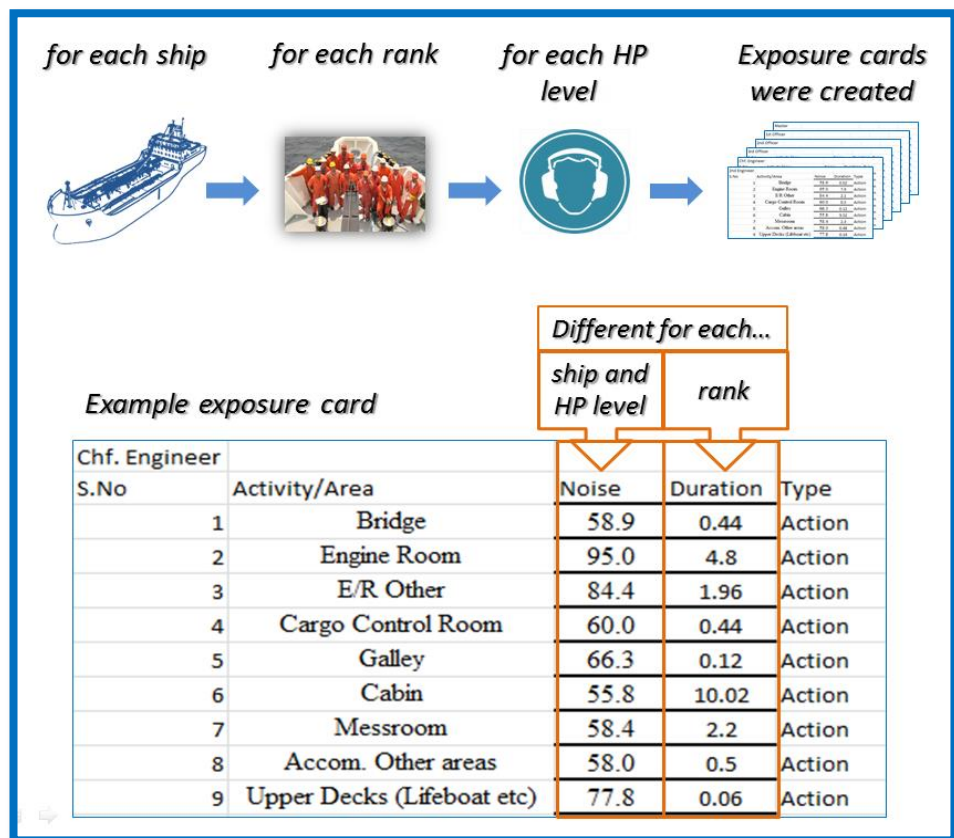 for each ship
for each rank
for each HP
level
Exposure cards
were created
Different for each...
ship and
HP level
rank
Example exposure card
Chf. Engineer
S.No Activity/Area Noise Duration Type
1 Bridge 58.9 0.44 Action
2 Engine Room 95.0 4.8 Action
3 E/R Other 84.4 1.96 Action
4 Cargo Control Room 60.0 0.44 Action
5 Galley 66.3 0.12 Action
6 Cabin 55.8 10.02 Action
7 Messroom 58.4 2.2 Action
8 Accom. Other areas 58.0 0.5 Action
9 Upper Decks (Lifeboat etc) 77.8 0.06 Action